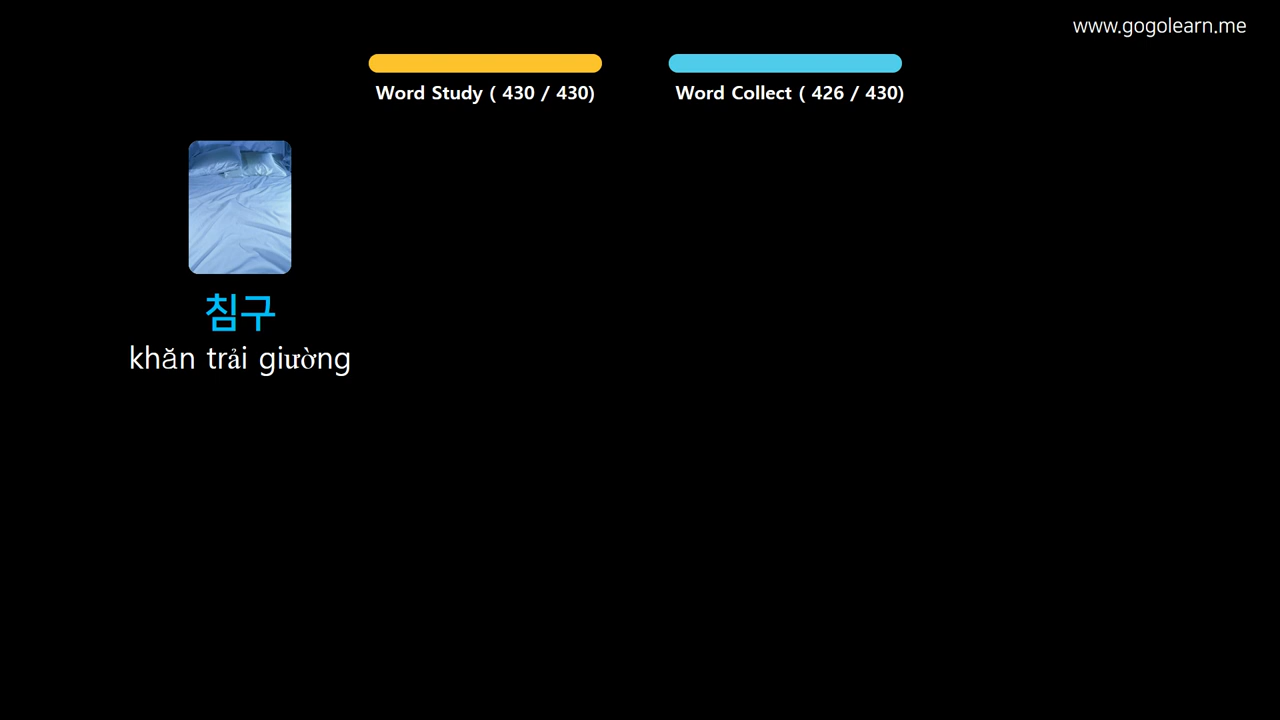 www.gogolearn.me
Word Study ( 430 / 430)
Word Collect ( 426 / 430)
침구
khăn trải giường